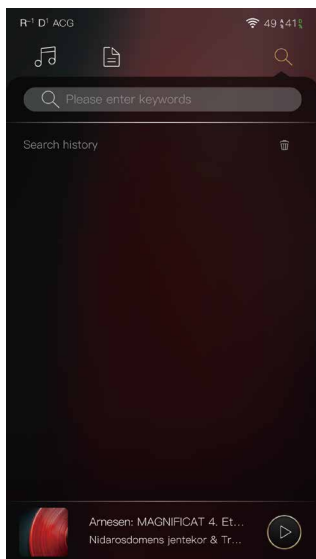 R⁻¹ D¹ ACG
49
41
Please enter keywords
Search history
Arnesen: MAGNIFICAT 4. Et...
Nidarosdomens jentekor & Tr...